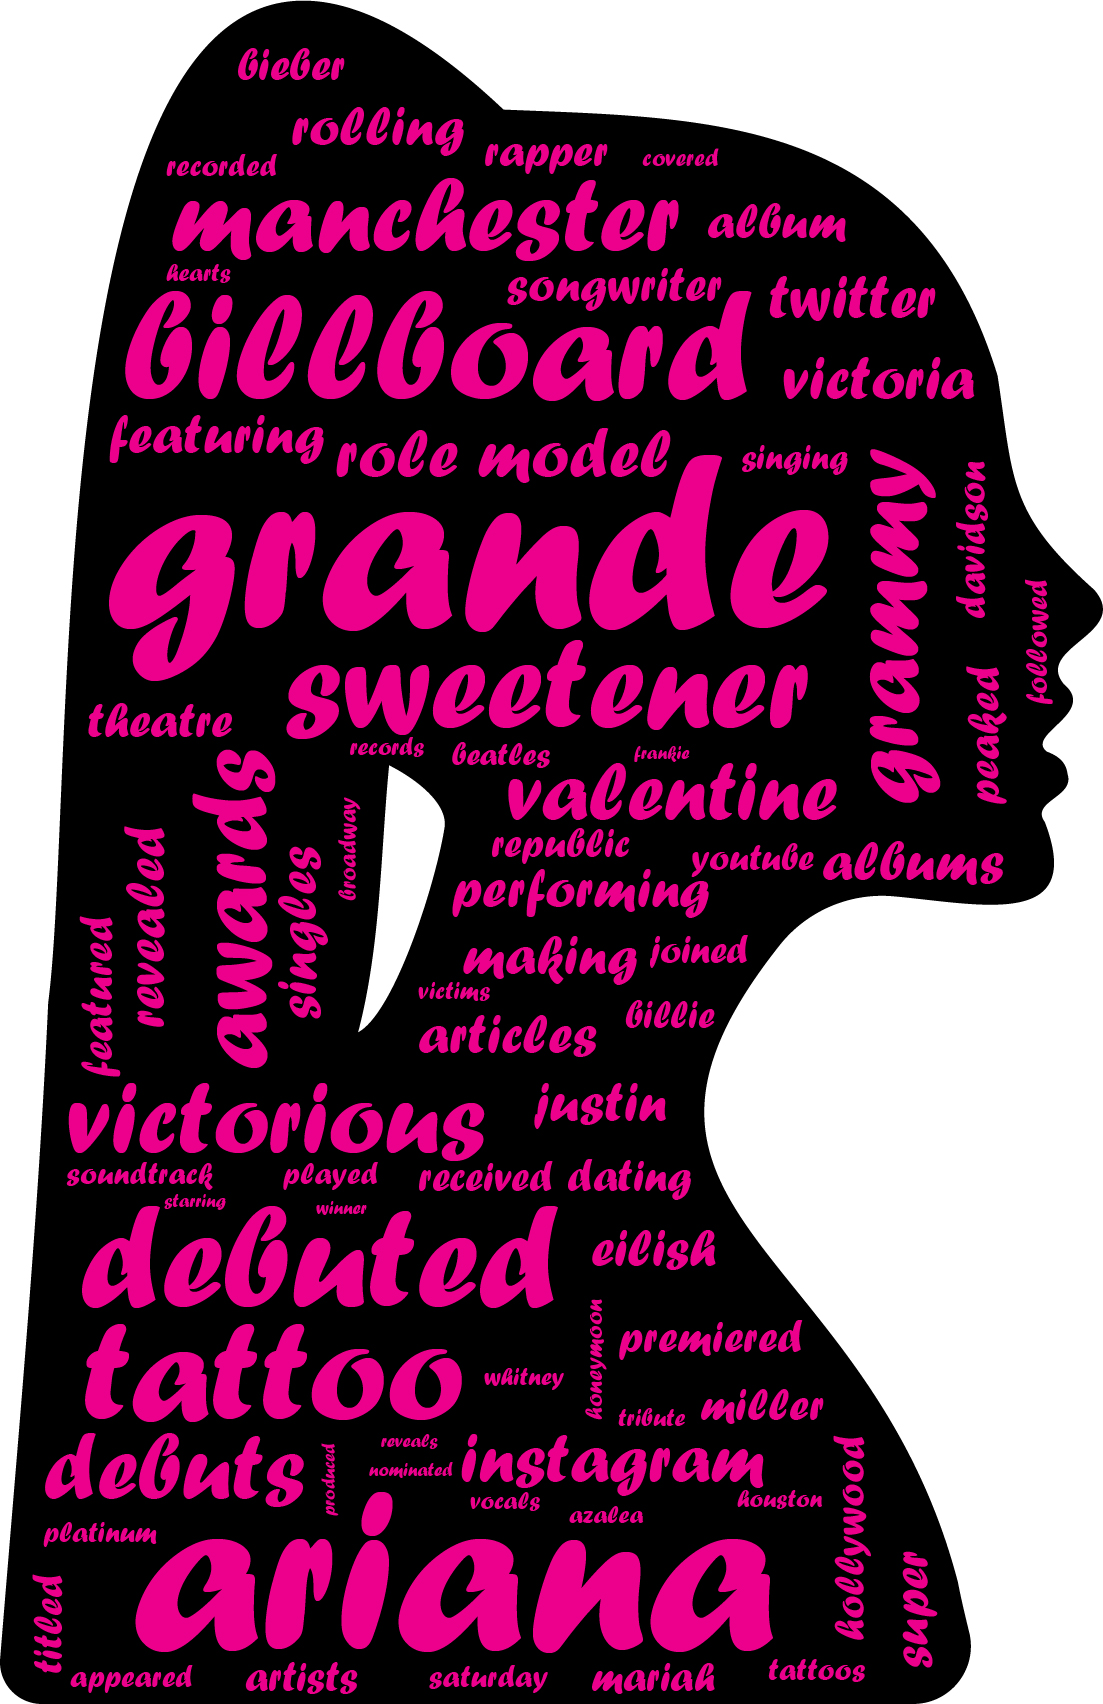 bieber
rolling
rapper
covered
recorded
manchester
album
hearts
songwriter
twitter
billboard
victoria
featuring
role model
singing
grammy
davidson
grande
followed
sweetener
peaked
theatre
records
beatles
frankie
valentine
awards
broadway
revealed
singles
republic
youtube
albums
performing
featured
making
joined
victims
billie
articles
victorious
justin
soundtrack
played
received
dating
starring
winner
debuted
eilish
honeymoon
premiered
tattoo
whitney
tribute
miller
debuts
reveals
produced
nominated
instagram
hollywood
vocals
houston
azalea
platinum
ariana
titled
super
appeared
artists
saturday
mariah
tattoos